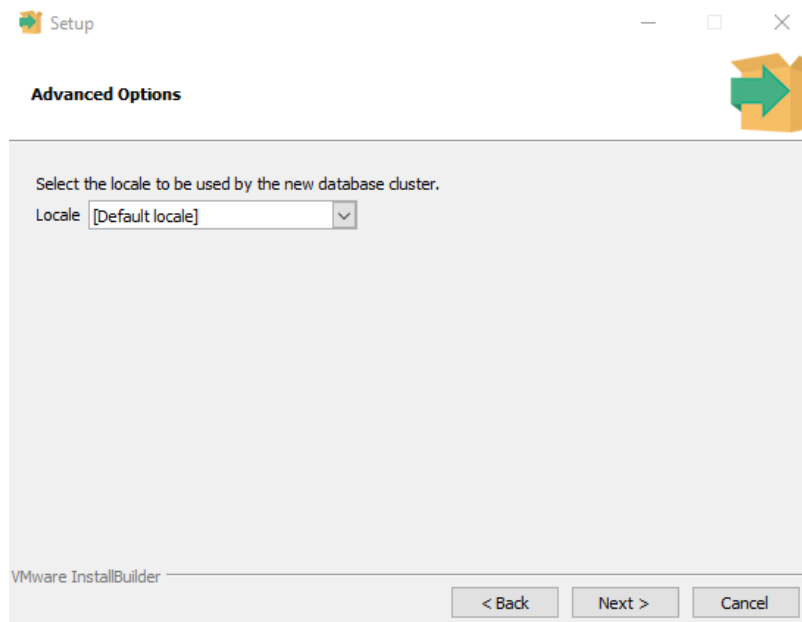 Setup
Advanced Options
Select the locale to be used by the new database cluster.
Locale [Default locale]
VMware InstallBuilder
< Back Next > Cancel